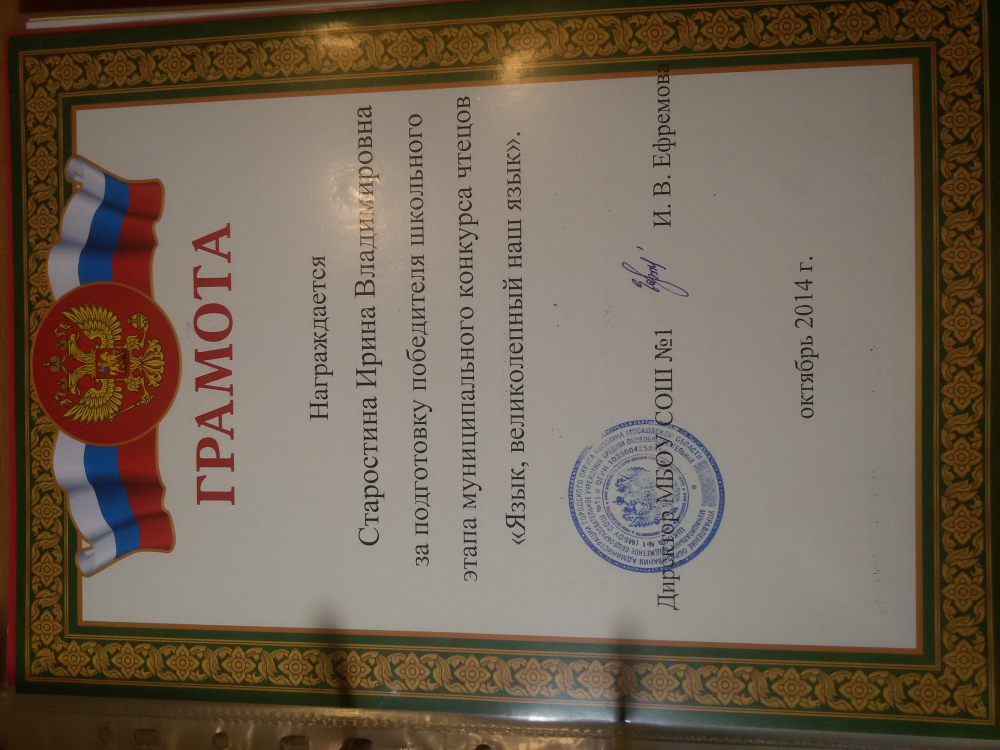 ГРАМОТА
Награждается
Старостина Ирина Владимировна
за подготовку победителя школьного
этапа муниципального конкурса чтецов
«Язык, великолепный наш язык».
Директор МБОУ СОШ №1 И. В. Ефремова
октябрь 2014 г.